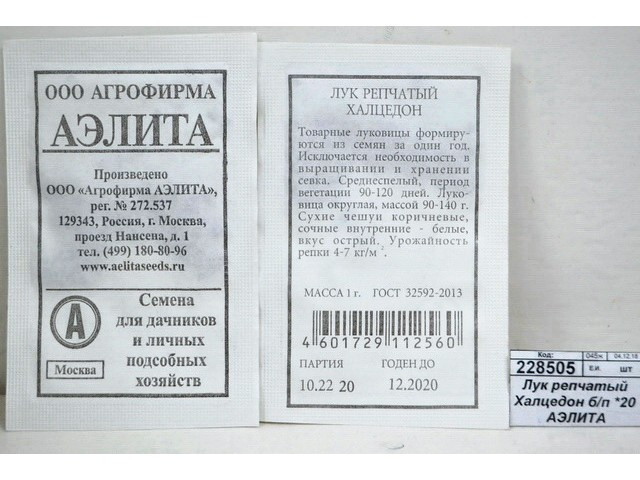 ООО АГРОФИРМА
АЭЛИТА
Произведено
ООО «Агрофирма АЭЛИТА»,
рег. № 272.537
129343, Россия, г. Москва,
проезд Нансена, д. 1
тел. (499) 180-80-96
www.aelitaseeds.ru
А
Москва
Семена
для дачников
и личных
подсобных
хозяйств
ЛУК РЕПЧАТЫЙ
ХАЛЦЕДОН
Товарные луковицы формиру-
ются из семян за один год.
Исключается необходимость в
выращивании и хранении
севка. Среднеспелый, период
вегетации 90-120 дней. Луко-
вица округлая, массой 90-140 г.
Сухие чешуи коричневые,
сочные внутренние - белые,
вкус острый. Урожайность
репки 4-7 кг/м².
МАССА 1 г. ГОСТ 32592-2013
4 601729 112560
ПАРТИЯ ГОДЕН ДО
10.22 20 12.2020
Код: 04.12.18
228505 Е.И. шт
Лук репчатый
Халцедон б/п *20
АЭЛИТА